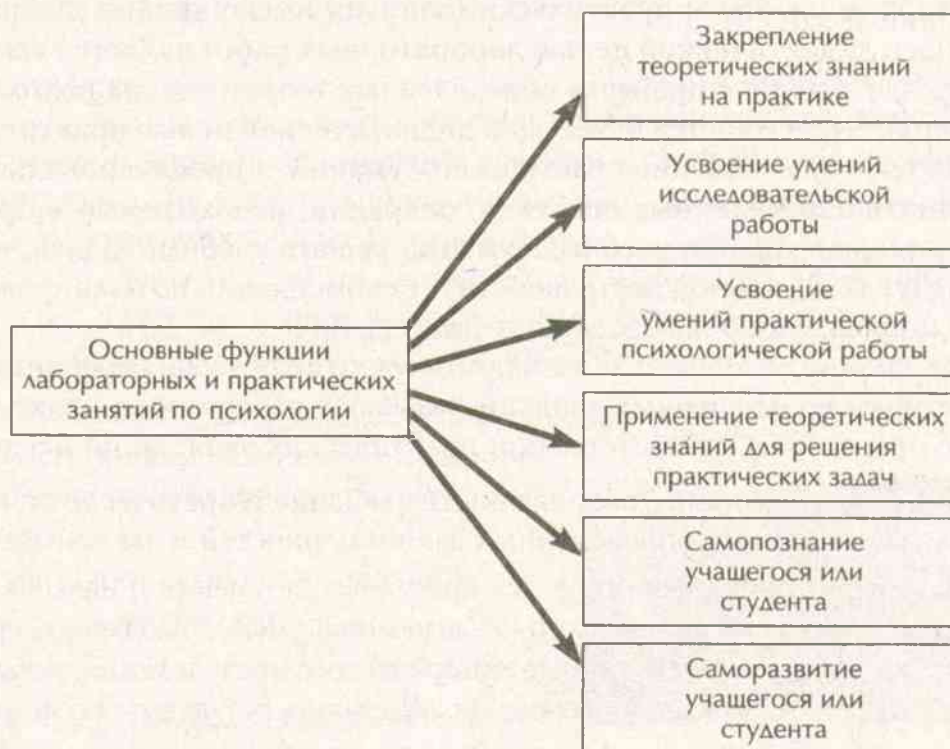 Основные функции
лабораторных и практических
занятий по психологии
Закрепление
теоретических знаний
на практике
Усвоение умений
исследовательской
работы
Усвоение
умений практической
психологической работы
Применение теоретических
знаний для решения
практических задач
Самопознание
учащегося или
студента
Саморазвитие
учащегося или
студента